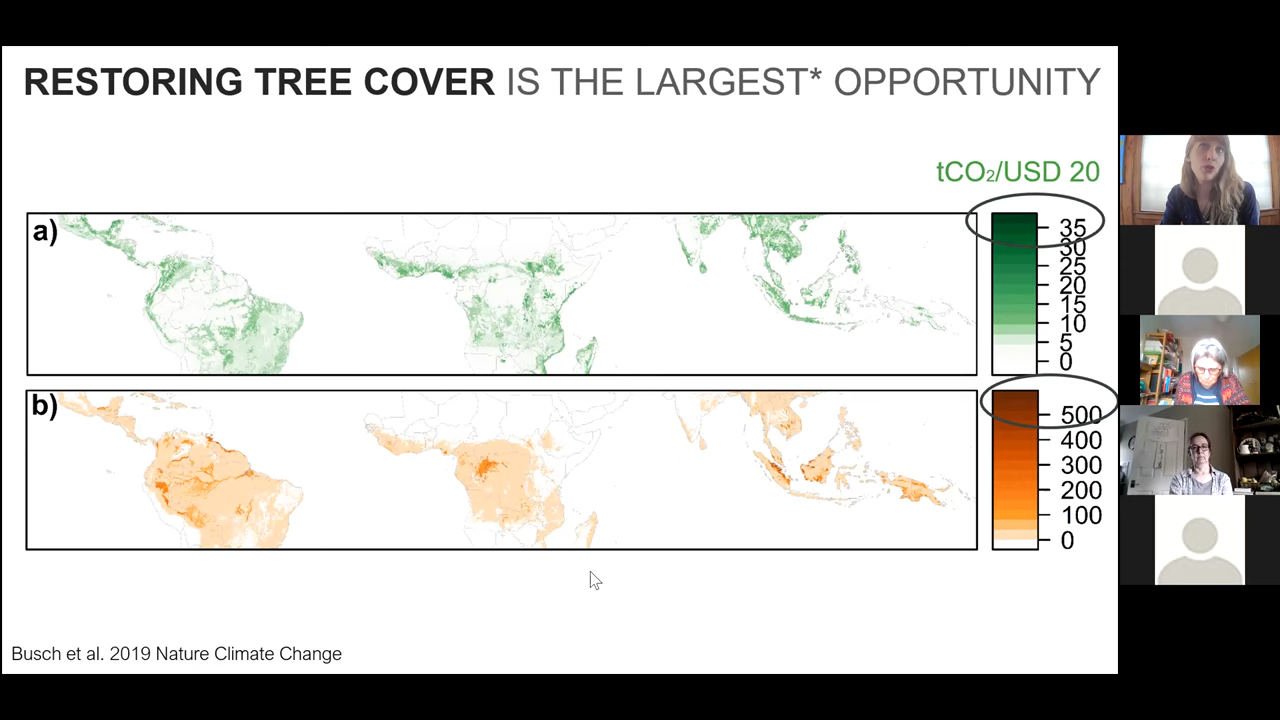 RESTORING TREE COVER IS THE LARGEST* OPPORTUNITY
tCO₂/USD 20
a)
35
30
25
20
15
10
5
0
b)
500
400
300
200
100
0
Busch et al. 2019 Nature Climate Change